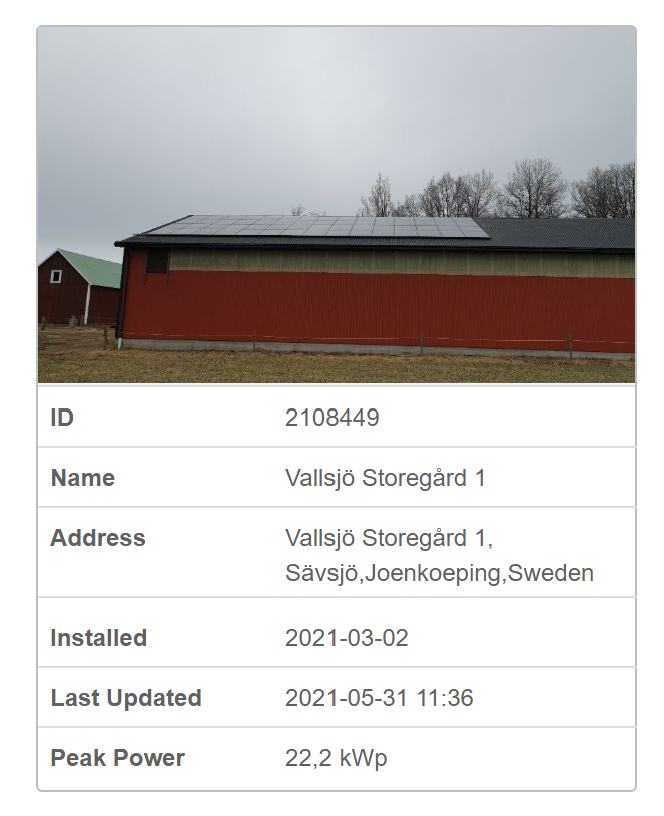 ID 2108449
Name Vallsjö Storegård 1
Address Vallsjö Storegård 1,
Sävsjö,Joenkoeping,Sweden
Installed 2021-03-02
Last Updated 2021-05-31 11:36
Peak Power 22,2 kWp